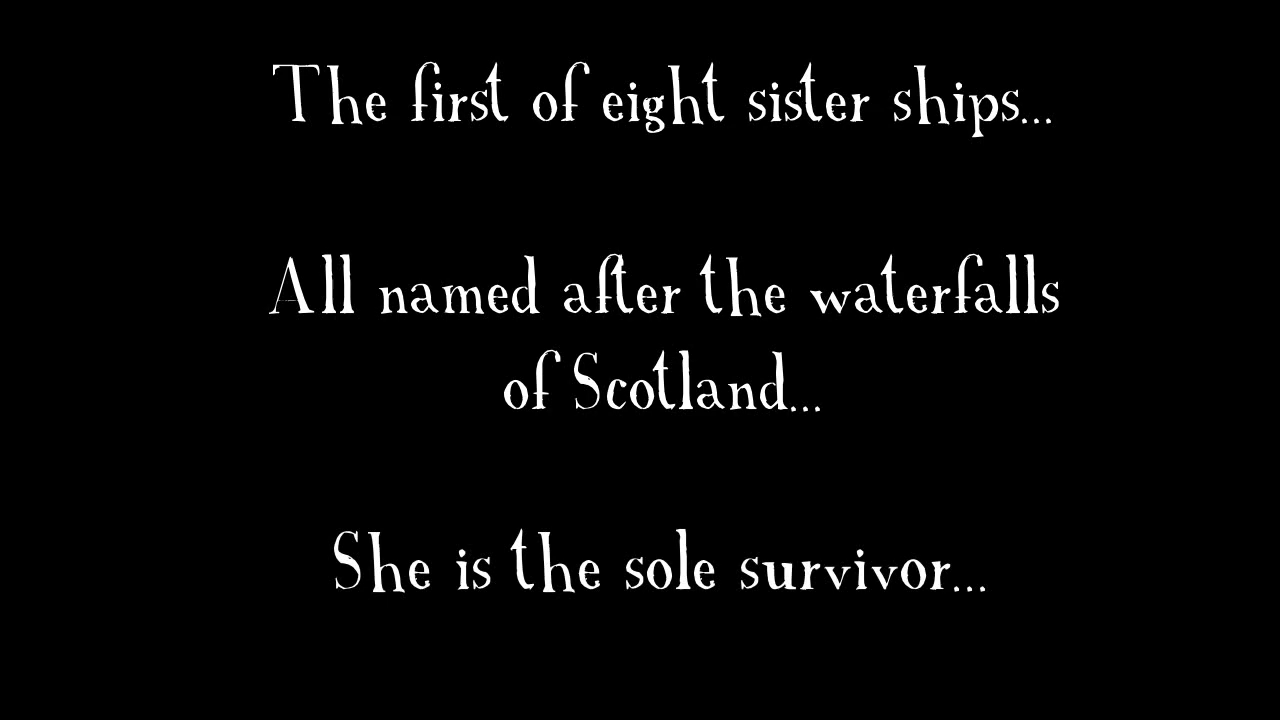 The first of eight sister ships...
All named after the waterfalls
of Scotland...
She is the sole survivor...